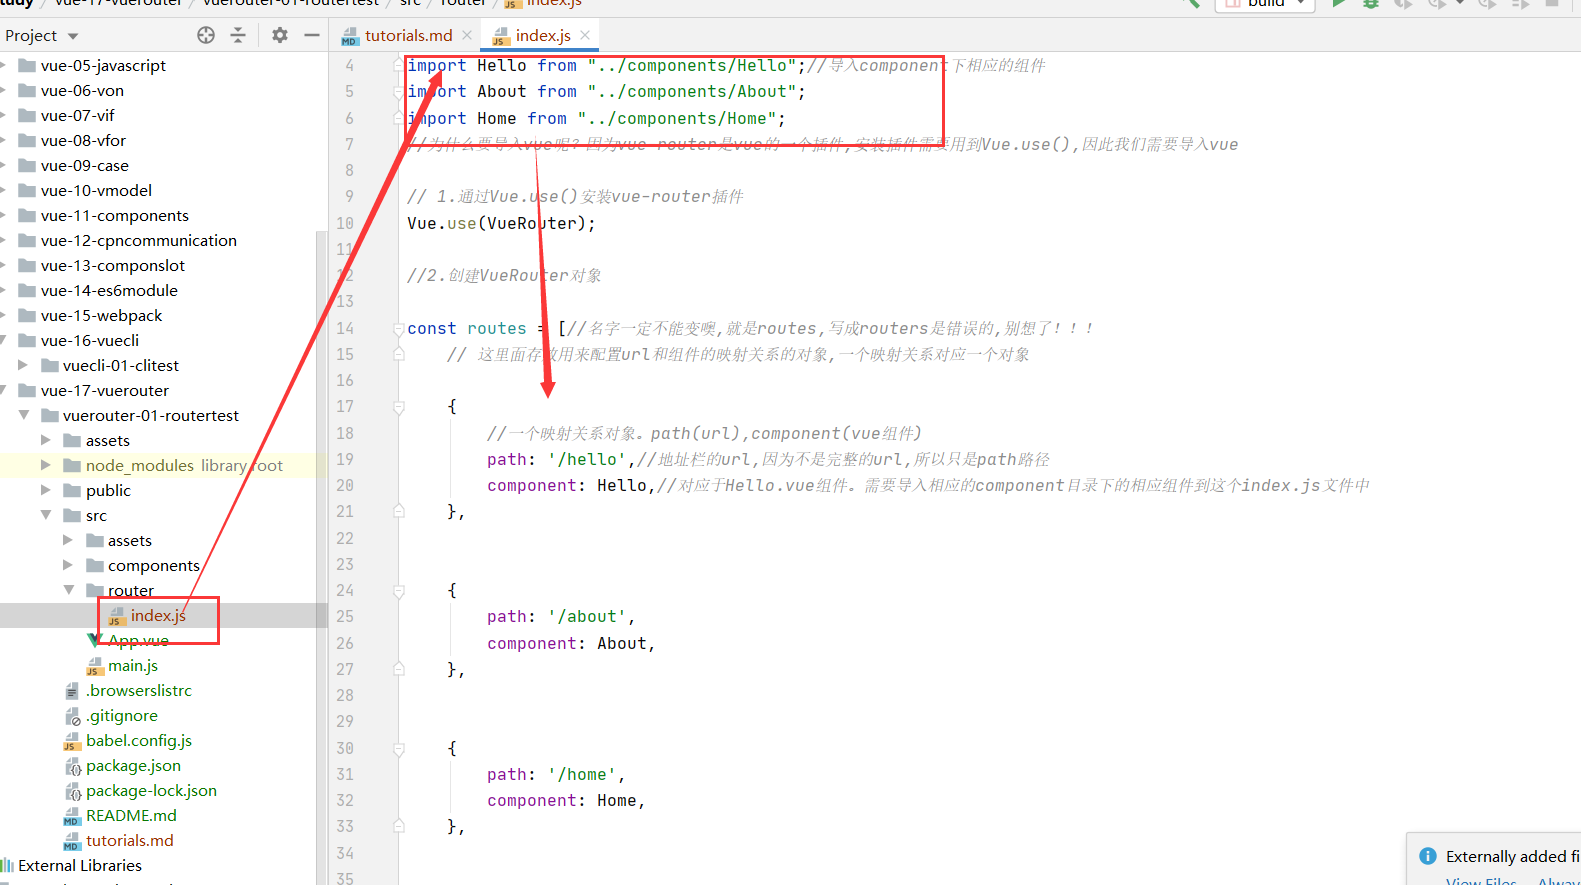 vue-17-vuerouter / vuerouter-01-routertest / src / router / index.js
build
Project
tutorials.md
index.js
vue-05-javascript
vue-06-von
vue-07-vif
vue-08-vfor
vue-09-case
vue-10-vmodel
vue-11-components
vue-12-cpncommunication
vue-13-componslot
vue-14-es6module
vue-15-webpack
vue-16-vuecli
vuecli-01-clitest
vue-17-vuerouter
vuerouter-01-routertest
assets
node_modules library root
public
src
assets
components
router
index.js
App.vue
main.js
.browserslistrc
.gitignore
babel.config.js
package.json
package-lock.json
README.md
tutorials.md
External Libraries
4 import Hello from "../components/Hello";//导入component下相应的组件
5 import About from "../components/About";
6 import Home from "../components/Home";
7 //为什么要导入vue呢?因为vue-router是vue的一个插件,安装插件需要用到Vue.use(),因此我们需要导入vue
8
9 // 1.通过Vue.use()安装vue-router插件
10 Vue.use(VueRouter);
11
12 //2.创建VueRouter对象
13
14 const routes = [//名字一定不能变噢,就是routes,写成routers是错误的,别想了!!!
15 // 这里面存放用来配置url和组件的映射关系的对象,一个映射关系对应一个对象
16
17 {
18 //一个映射关系对象。path(url),component(vue组件)
19 path: '/hello',//地址栏的url,因为不是完整的url,所以只是path路径
20 component: Hello,//对应于Hello.vue组件。需要导入相应的component目录下的相应组件到这个index.js文件中
21 },
22
23
24 {
25 path: '/about',
26 component: About,
27 },
28
29
30 {
31 path: '/home',
32 component: Home,
33 },
34
35
Externally added fi
View Files